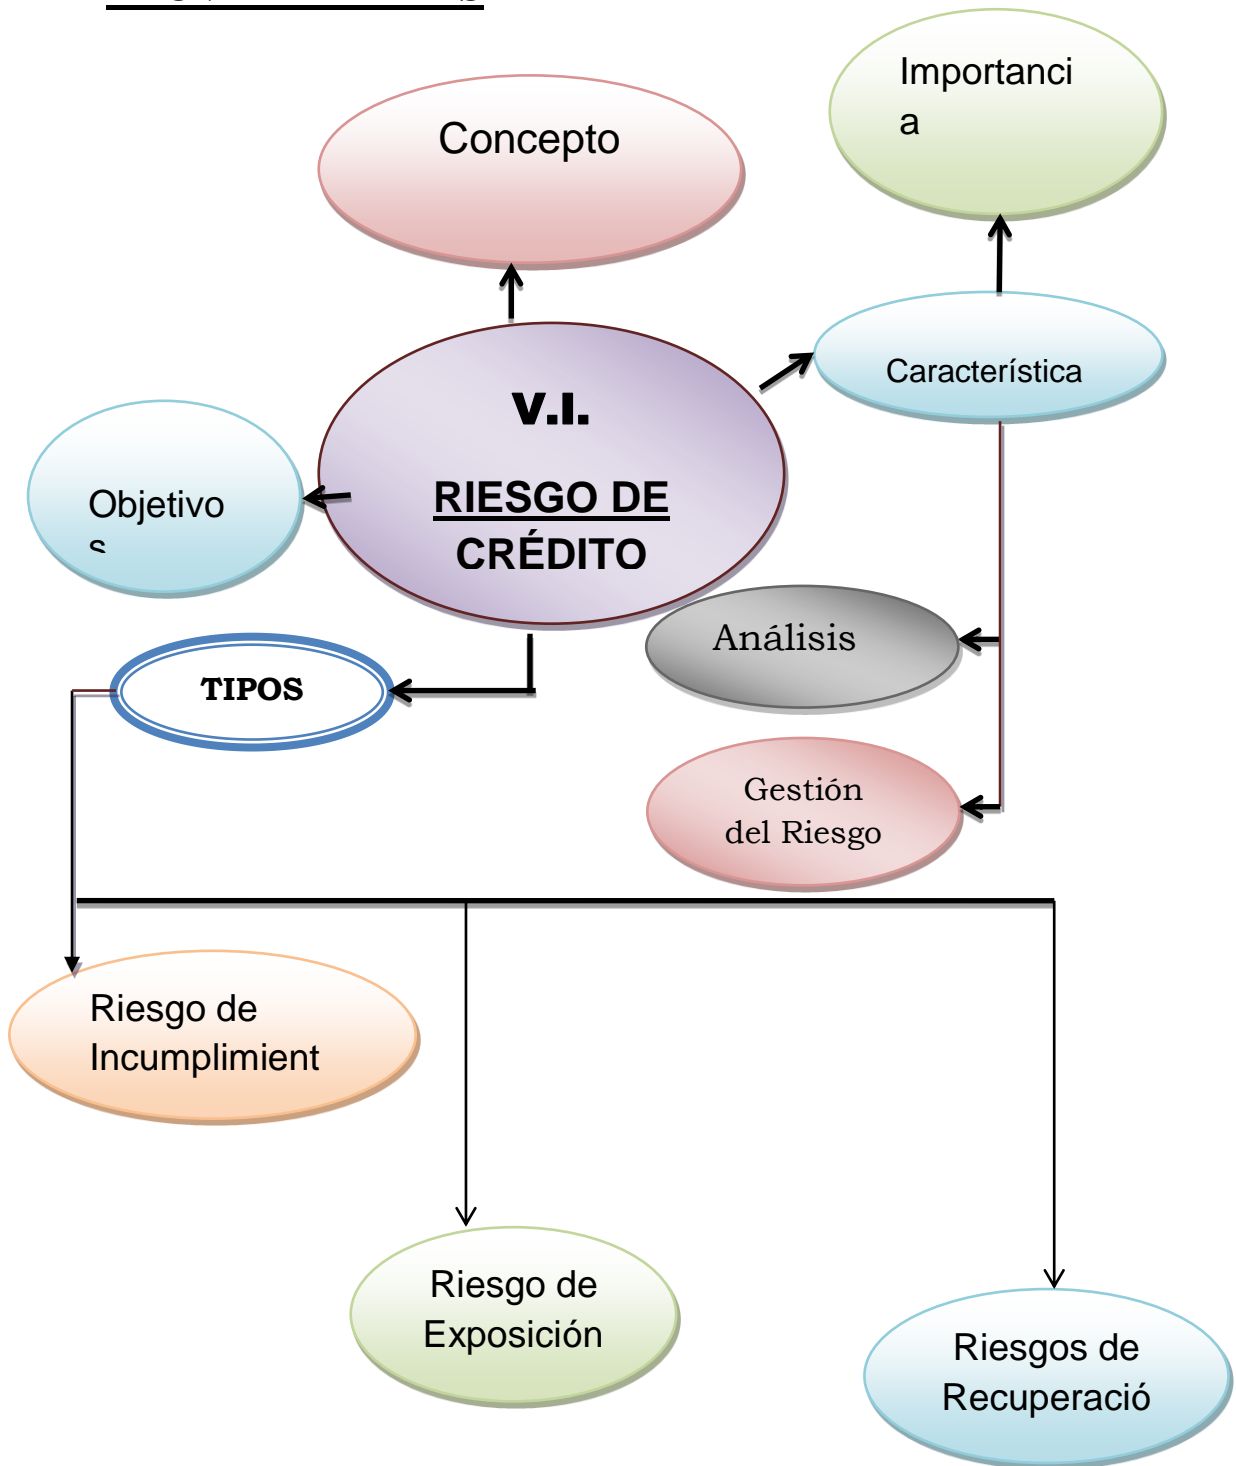 Importanci
a
Concepto
Característica
V.I.
RIESGO DE
CRÉDITO
Objetivo
s
Análisis
TIPOS
Gestión
del Riesgo
Riesgo de
Incumplimient
Riesgo de
Exposición
Riesgos de
Recuperació